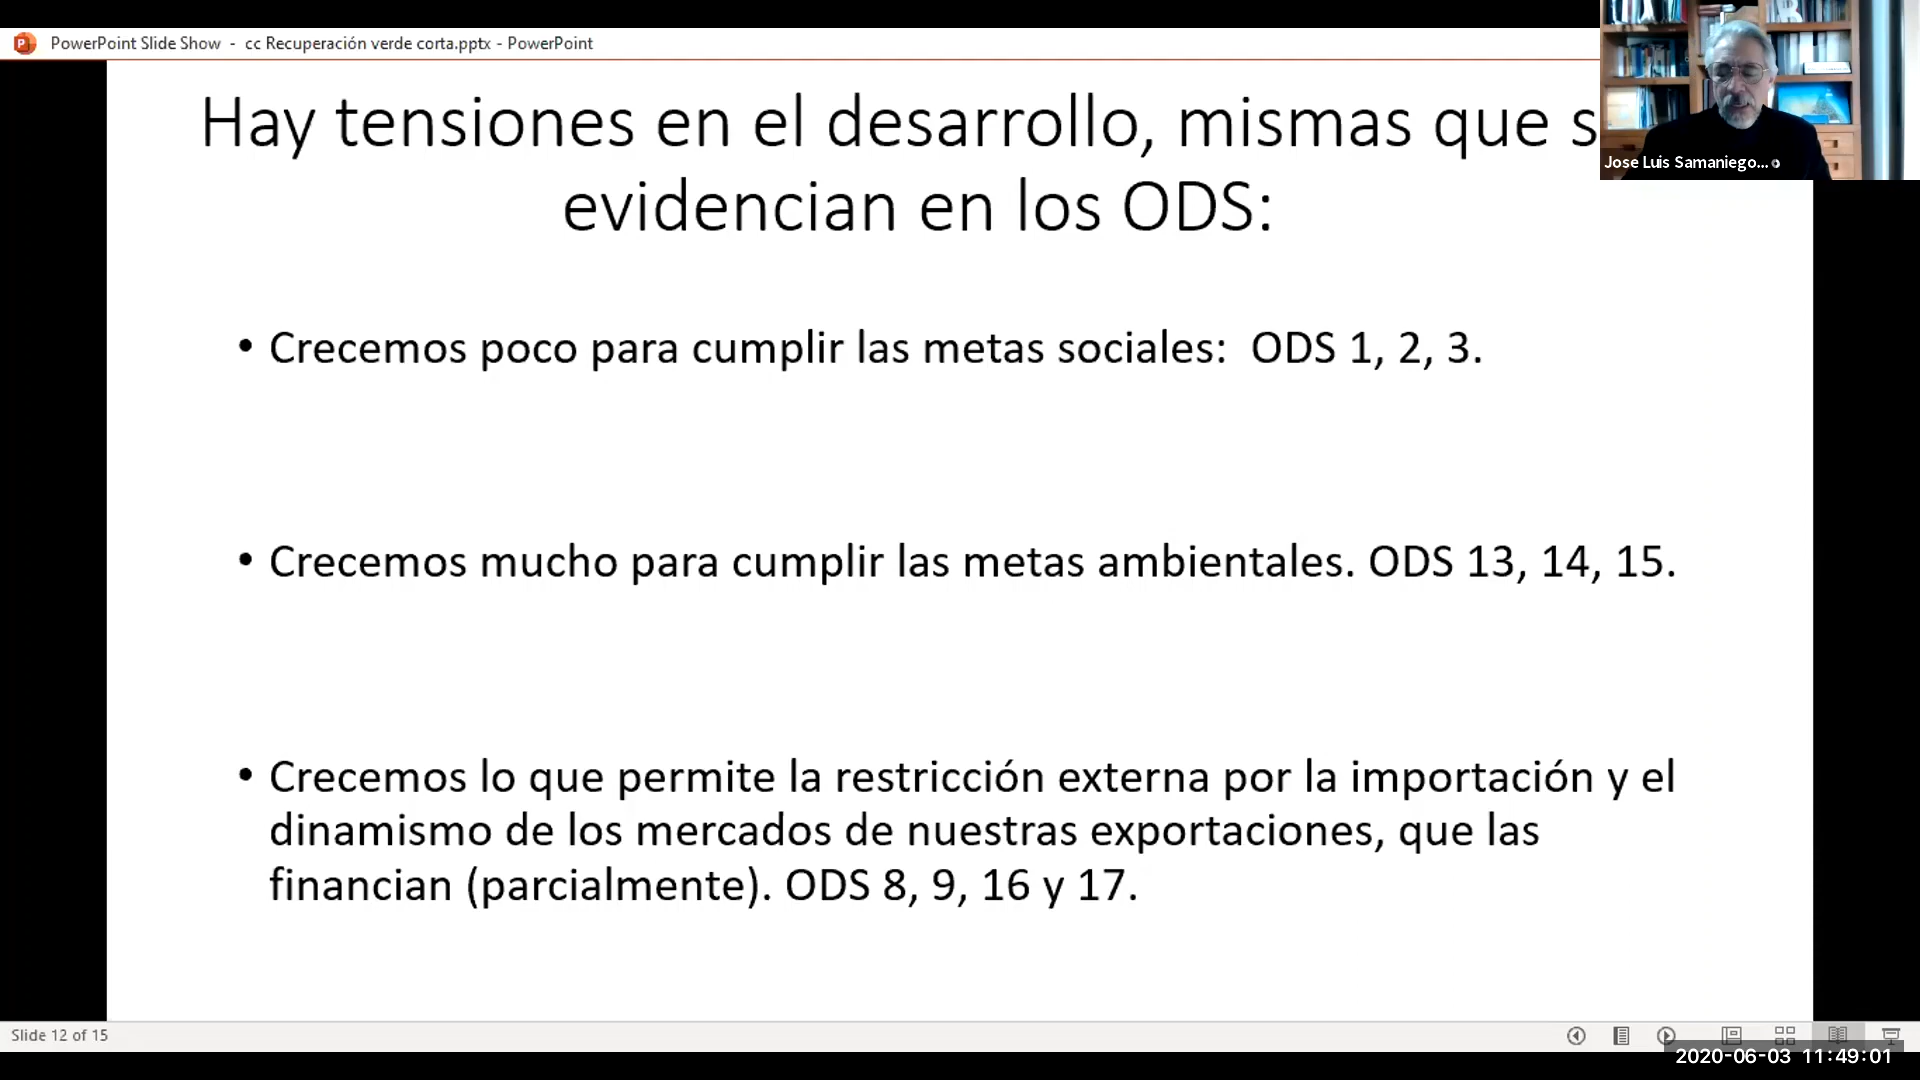 PowerPoint Slide Show - cc Recuperación verde corta.pptx - PowerPoint
Hay tensiones en el desarrollo, mismas que s
evidencian en los ODS:
Jose Luis Samaniego...
• Crecemos poco para cumplir las metas sociales: ODS 1, 2, 3.
• Crecemos mucho para cumplir las metas ambientales. ODS 13, 14, 15.
• Crecemos lo que permite la restricción externa por la importación y el
dinamismo de los mercados de nuestras exportaciones, que las
financian (parcialmente). ODS 8, 9, 16 y 17.
Slide 12 of 15
2020-06-03 11:49:01